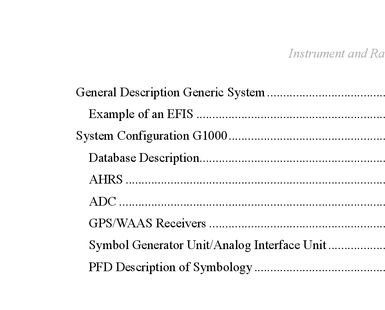 Instrument and Ra
General Description Generic System
Example of an EFIS
System Configuration G1000
Database Description
AHRS
ADC
GPS/WAAS Receivers
Symbol Generator Unit/Analog Interface Unit
PFD Description of Symbology